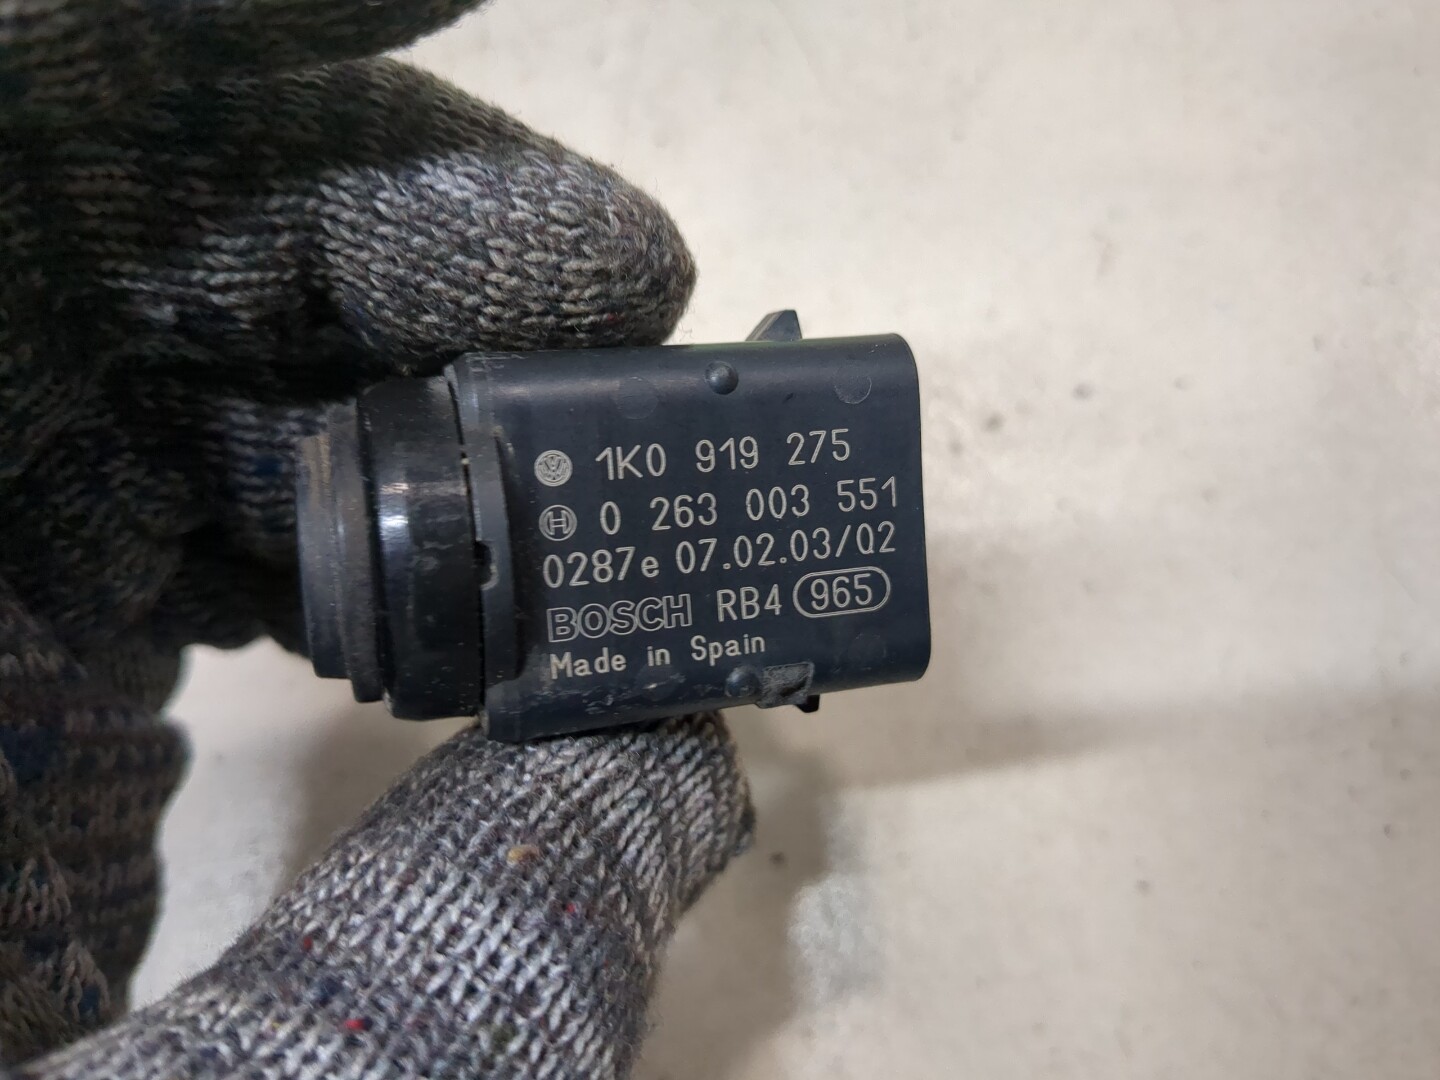 1K0 919 275
0 263 003 551
0287e 07.02.03/Q2
BOSCH RB4 965
Made in Spain